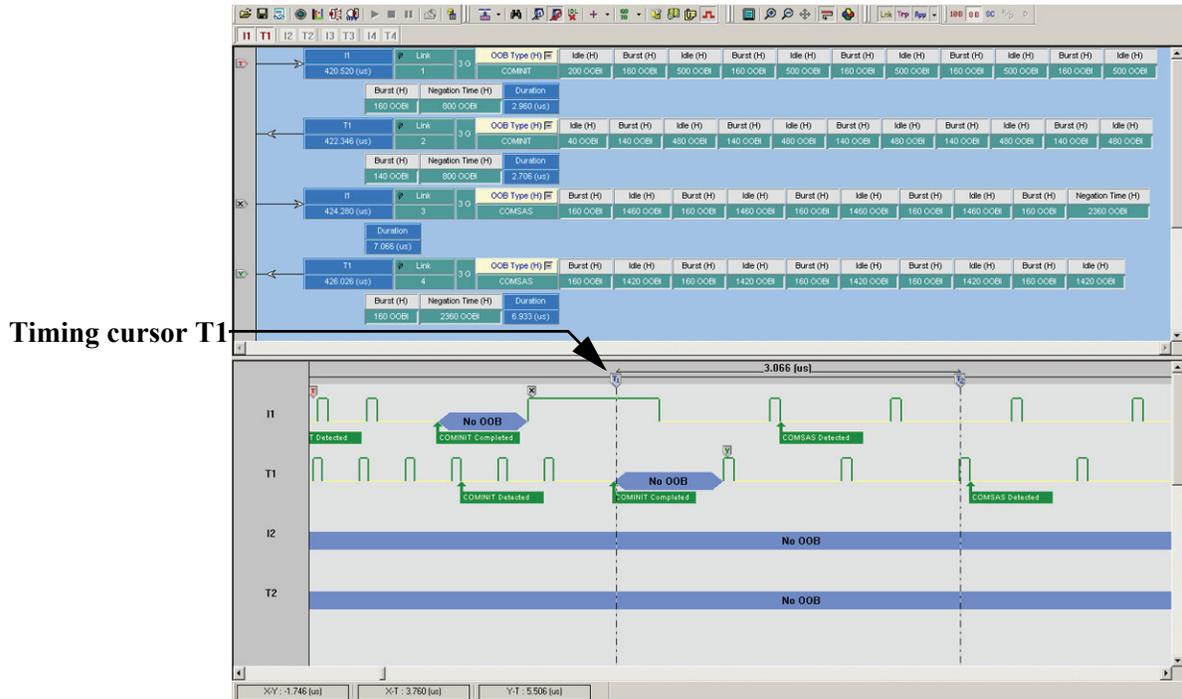 Lnk Trp App
I1 T1 I2 T2 I3 T3 I4 T4
I1 Link 3 G OOB Type (H) Idle (H) Burst (H) Idle (H) Burst (H) Idle (H) Burst (H) Idle (H) Burst (H) Idle (H) Burst (H) Idle (H)
420.520 (us) 1 COMINIT 200 OOBI 160 OOBI 500 OOBI 160 OOBI 500 OOBI 160 OOBI 500 OOBI 160 OOBI 500 OOBI 160 OOBI 500 OOBI
Burst (H) Negation Time (H) Duration
160 OOBI 800 OOBI 2.960 (us)
T1 Link 3 G OOB Type (H) Idle (H) Burst (H) Idle (H) Burst (H) Idle (H) Burst (H) Idle (H) Burst (H) Idle (H) Burst (H) Idle (H)
422.346 (us) 2 COMINIT 40 OOBI 140 OOBI 480 OOBI 140 OOBI 480 OOBI 140 OOBI 480 OOBI 140 OOBI 480 OOBI 140 OOBI 480 OOBI
Burst (H) Negation Time (H) Duration
140 OOBI 800 OOBI 2.706 (us)
X I1 Link 3 G OOB Type (H) Burst (H) Idle (H) Burst (H) Idle (H) Burst (H) Idle (H) Burst (H) Idle (H) Burst (H) Negation Time (H)
424.280 (us) 3 COMSAS 160 OOBI 1460 OOBI 160 OOBI 1460 OOBI 160 OOBI 1460 OOBI 160 OOBI 1460 OOBI 160 OOBI 2360 OOBI
Duration
7.066 (us)
Y T1 Link 3 G OOB Type (H) Burst (H) Idle (H) Burst (H) Idle (H) Burst (H) Idle (H) Burst (H) Idle (H) Burst (H) Idle (H)
426.026 (us) 4 COMSAS 160 OOBI 1420 OOBI 160 OOBI 1420 OOBI 160 OOBI 1420 OOBI 160 OOBI 1420 OOBI 160 OOBI 1420 OOBI
Burst (H) Negation Time (H) Duration
160 OOBI 2360 OOBI 6.933 (us)
Timing cursor T1
3.066 (us)
T1 T2
T X
I1 No OOB
T Detected COMINIT Completed COMSAS Detected
Y
T1 No OOB
COMINIT Detected COMINIT Completed COMSAS Detected
I2 No OOB
T2 No OOB
X-Y : -1.746 (us) X-T : 3.760 (us) Y-T : 5.506 (us)